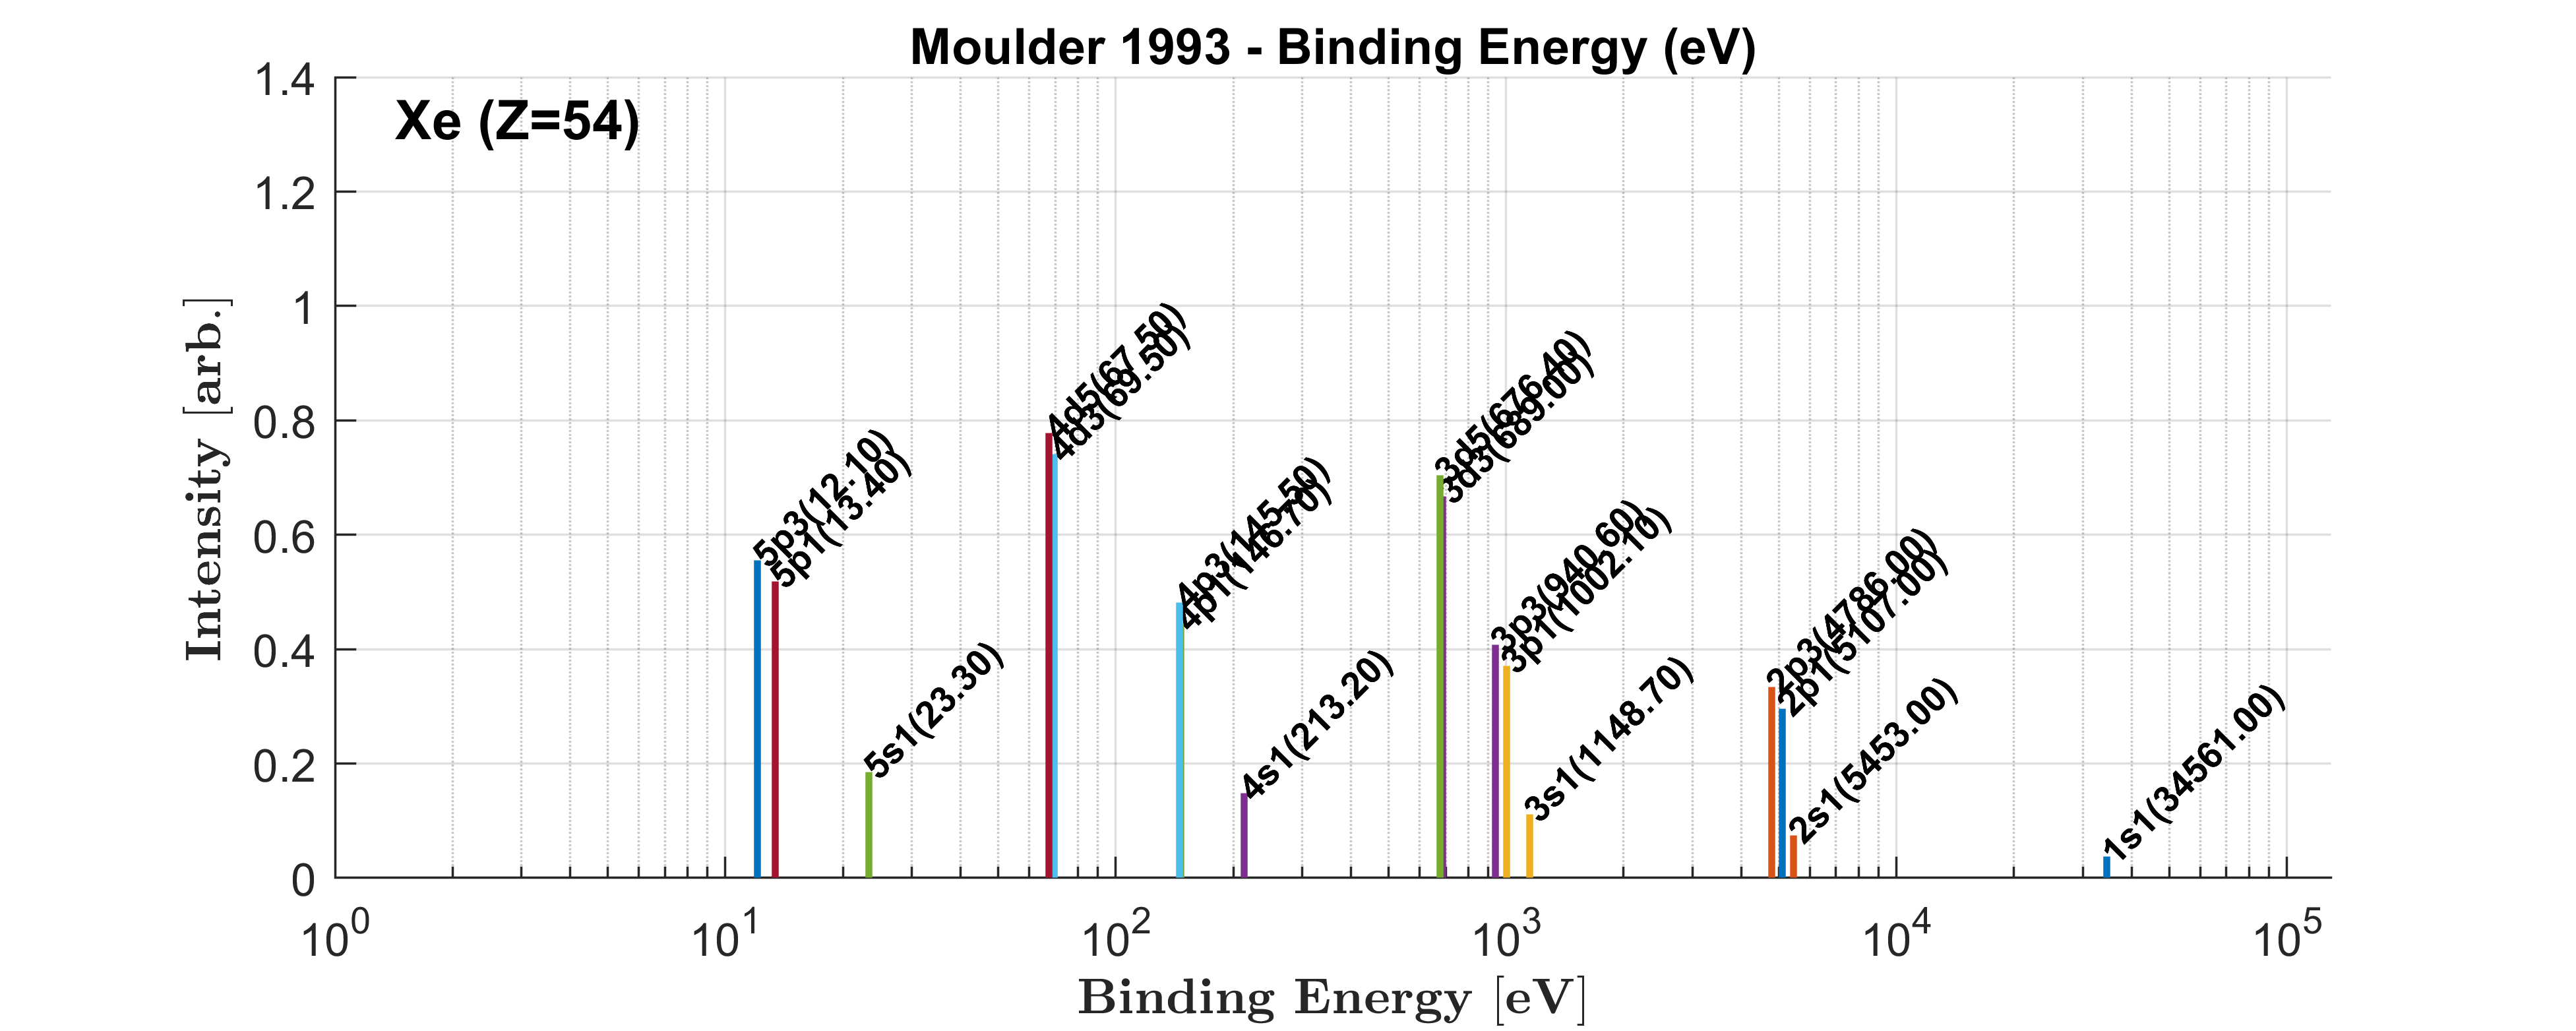 Moulder 1993 - Binding Energy (eV)
Xe (Z=54)
Intensity [arb.]
1.4
1.2
1
0.8
0.6
0.4
0.2
0
5p3(12.10)
5p1(13.40)
5s1(23.30)
4d5(67.50)
4d3(69.50)
4p3(145.50)
4p1(146.70)
4s1(213.20)
3d5(676.40)
3d3(689.00)
3p3(940.60)
3p1(1002.10)
3s1(1148.70)
2p3(4786.00)
2p1(5107.00)
2s1(5453.00)
1s1(34561.00)
10^0 10^1 10^2 10^3 10^4 10^5
Binding Energy [eV]